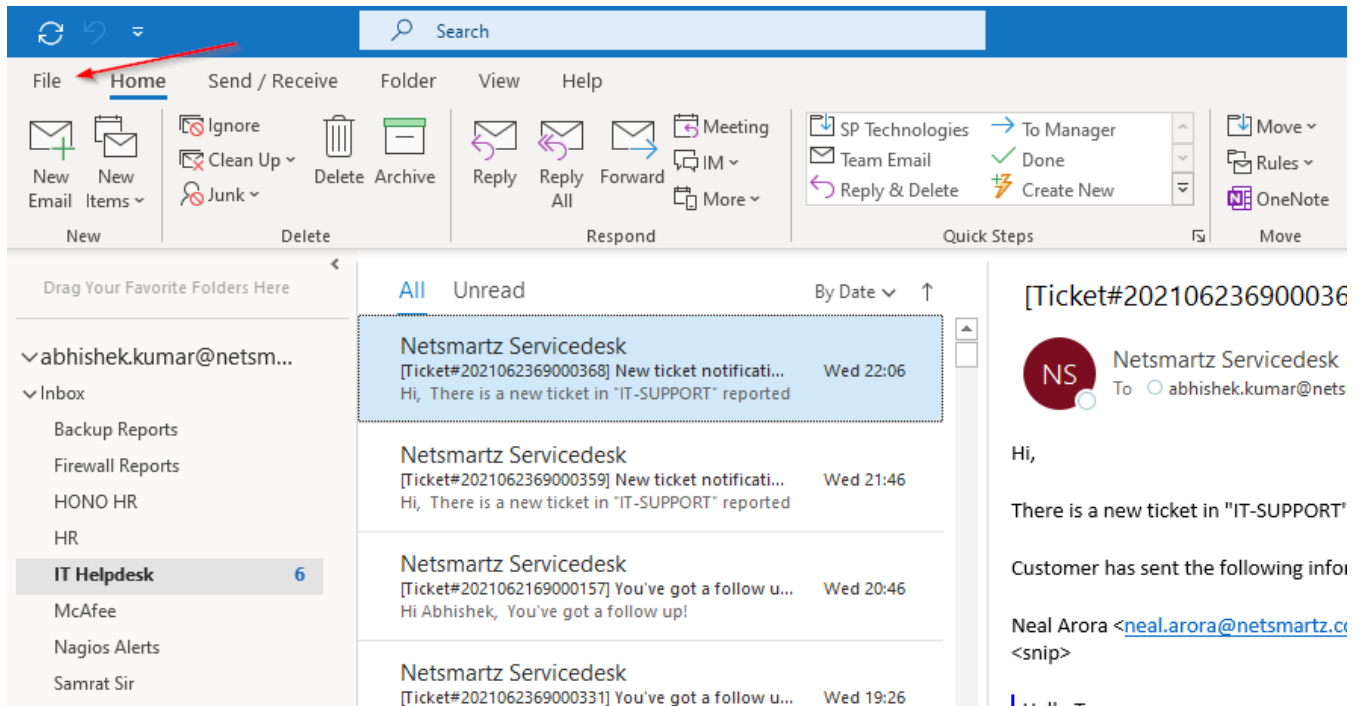 Search
File Home Send / Receive Folder View Help
New Email
New Items
New
Ignore
Clean Up
Junk
Delete
Archive
Delete
Reply
Reply All
Forward
Meeting
IM
More
Respond
SP Technologies
Team Email
Reply & Delete
To Manager
Done
Create New
Quick Steps
Move
Rules
OneNote
Move
Drag Your Favorite Folders Here
abhishek.kumar@netsm...
Inbox
Backup Reports
Firewall Reports
HONO HR
HR
IT Helpdesk 6
McAfee
Nagios Alerts
Samrat Sir
All Unread By Date
Netsmartz Servicedesk
[Ticket#2021062369000368] New ticket notificati... Wed 22:06
Hi, There is a new ticket in "IT-SUPPORT" reported
Netsmartz Servicedesk
[Ticket#2021062369000359] New ticket notificati... Wed 21:46
Hi, There is a new ticket in "IT-SUPPORT" reported
Netsmartz Servicedesk
[Ticket#2021062169000157] You've got a follow u... Wed 20:46
Hi Abhishek, You've got a follow up!
Netsmartz Servicedesk
[Ticket#2021062369000331] You've got a follow u... Wed 19:26
[Ticket#20210623690036
NS
Netsmartz Servicedesk
To abhishek.kumar@nets
Hi,
There is a new ticket in "IT-SUPPORT"
Customer has sent the following infor
Neal Arora <neal.arora@netsmartz.co
<snip>